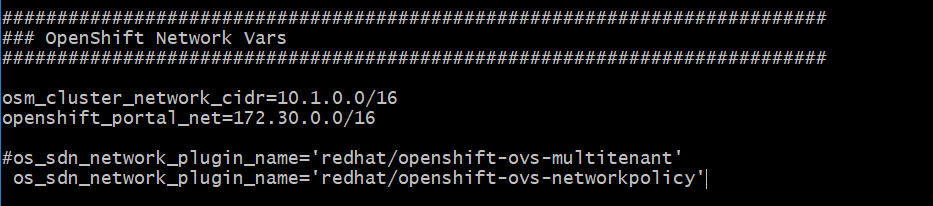 ###########################################################################
### OpenShift Network Vars
###########################################################################
osm_cluster_network_cidr=10.1.0.0/16
openshift_portal_net=172.30.0.0/16
#os_sdn_network_plugin_name='redhat/openshift-ovs-multitenant'
 os_sdn_network_plugin_name='redhat/openshift-ovs-networkpolicy'